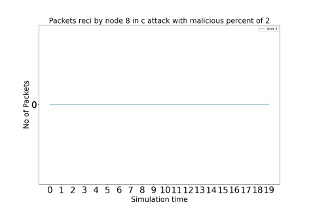 Packets reci by node 8 in c attack with malicious percent of 2
Node 8
No of Packets
0
0 1 2 3 4 5 6 7 8 9 10 11 12 13 14 15 16 17 18 19
Simulation time